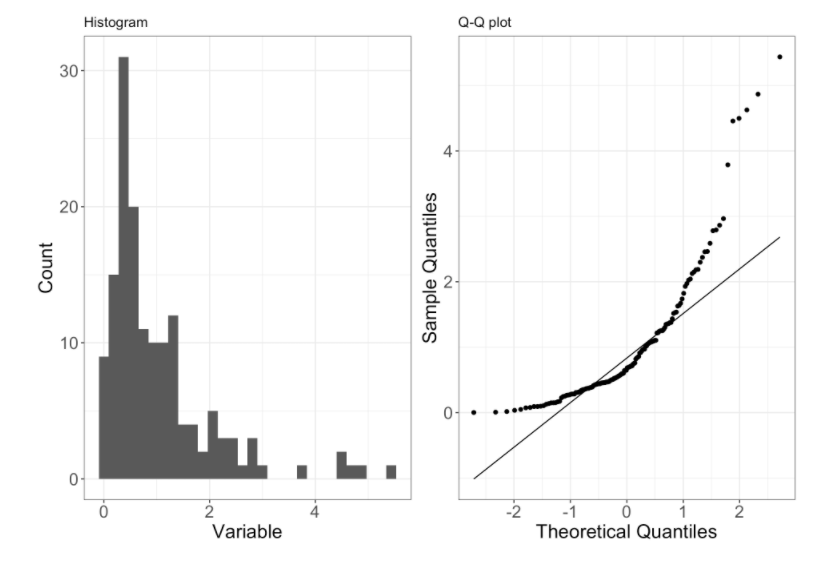 Histogram
30
20
10
0
Count
0 2 4
Variable
Q-Q plot
4
2
0
Sample Quantiles
-2 -1 0 1 2
Theoretical Quantiles